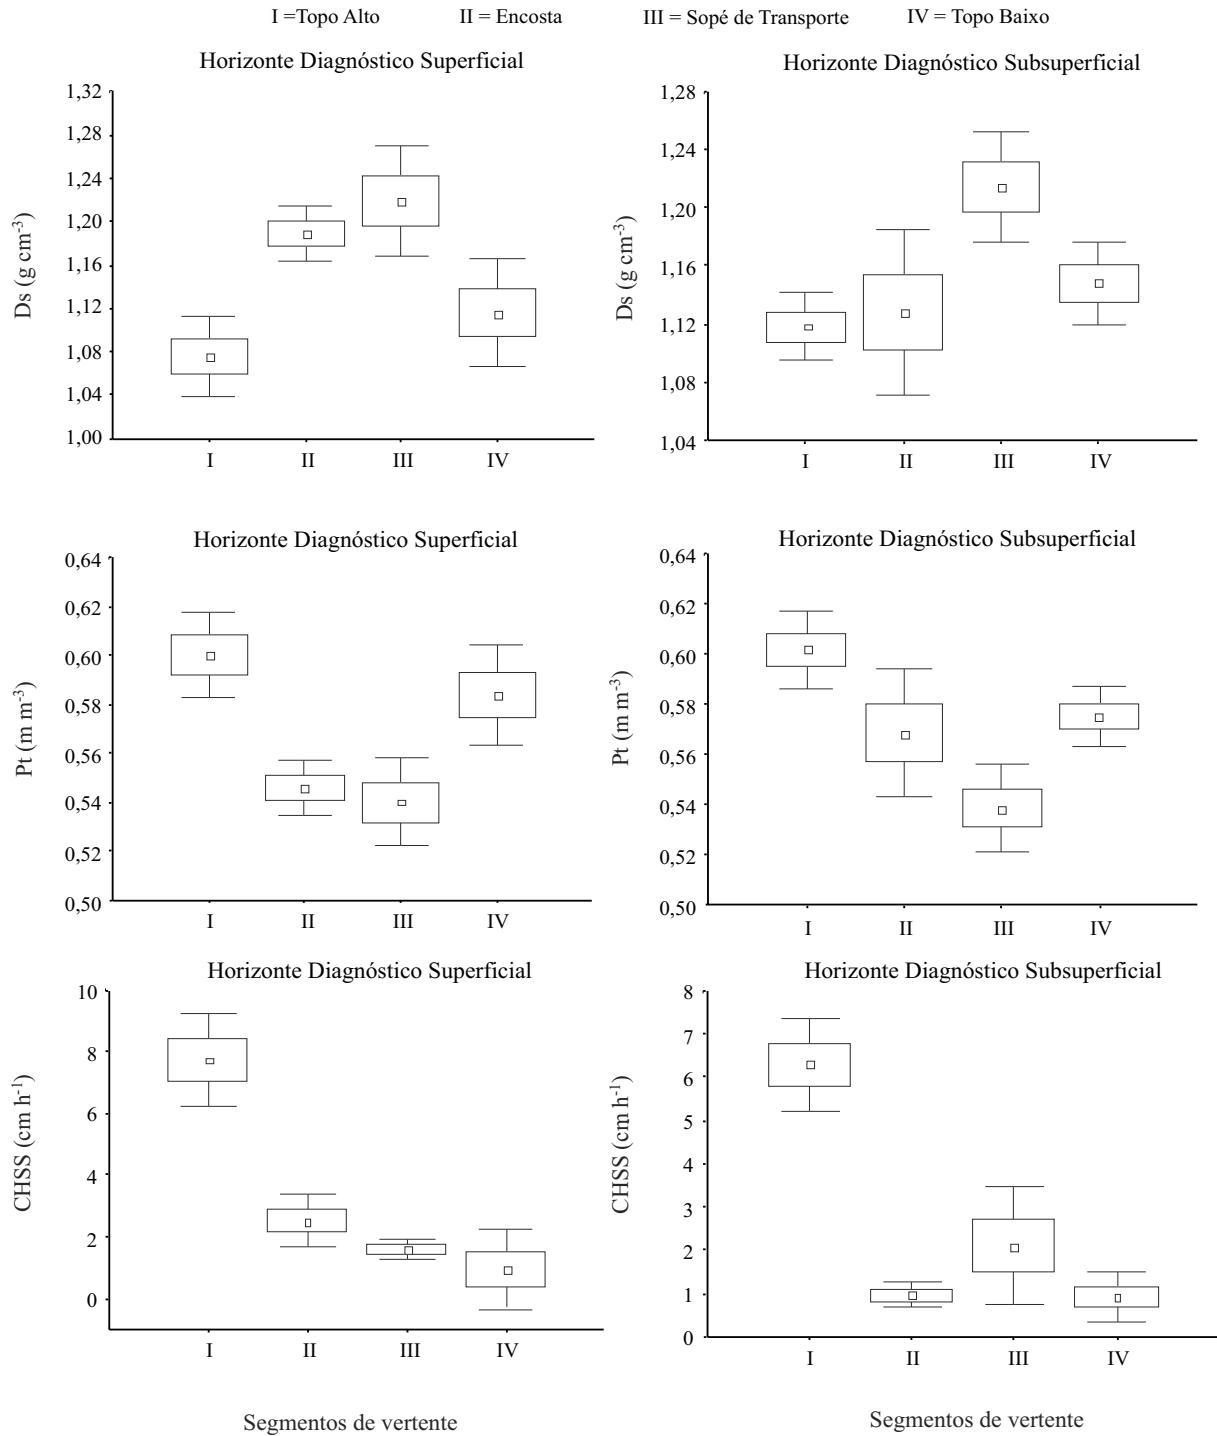 I =Topo Alto II = Encosta III = Sopé de Transporte IV = Topo Baixo
Horizonte Diagnóstico Superficial
1,32
1,28
1,24
1,20
1,16
1,12
1,08
1,04
1,00
Ds (g cm-3)
I II III IV
Horizonte Diagnóstico Subsuperficial
1,28
1,24
1,20
1,16
1,12
1,08
1,04
Ds (g cm-3)
I II III IV
Horizonte Diagnóstico Superficial
0,64
0,62
0,60
0,58
0,56
0,54
0,52
0,50
Pt (m m-3)
I II III IV
Horizonte Diagnóstico Subsuperficial
0,64
0,62
0,60
0,58
0,56
0,54
0,52
0,50
Pt (m m-3)
I II III IV
Horizonte Diagnóstico Superficial
10
8
6
4
2
0
CHSS (cm h-1)
I II III IV
Segmentos de vertente
Horizonte Diagnóstico Subsuperficial
8
7
6
5
4
3
2
1
0
CHSS (cm h-1)
I II III IV
Segmentos de vertente